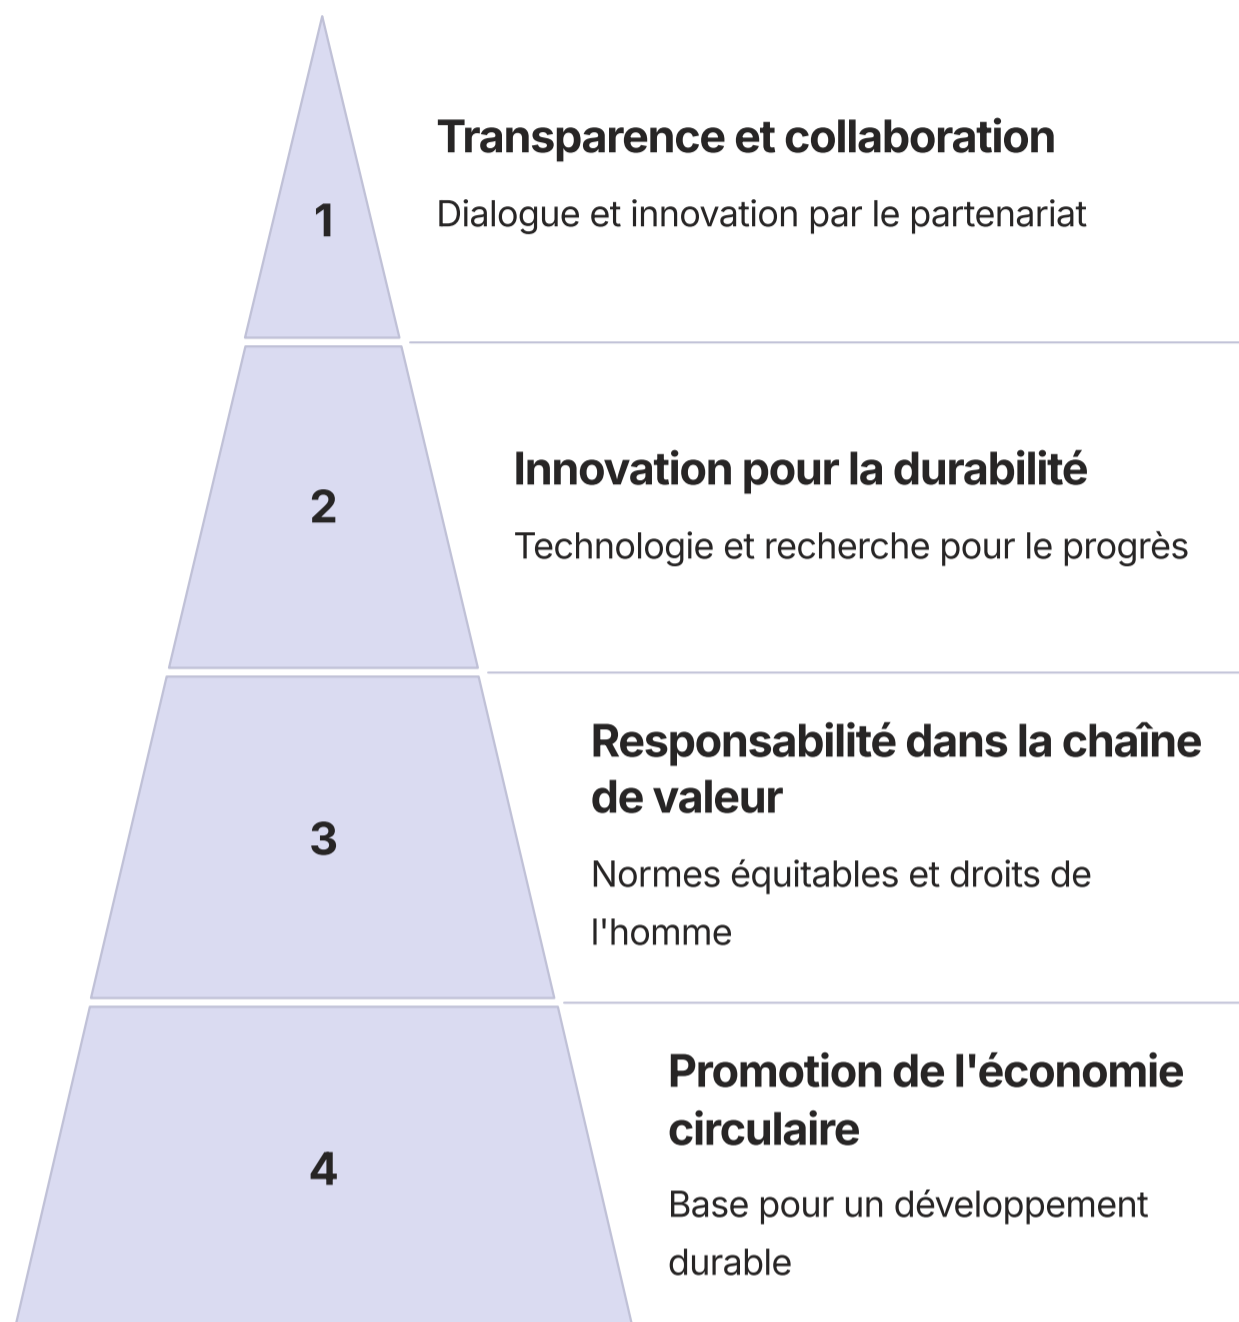 1
Transparence et collaboration
Dialogue et innovation par le partenariat
2
Innovation pour la durabilité
Technologie et recherche pour le progrès
3
Responsabilité dans la chaîne
de valeur
Normes équitables et droits de
l'homme
4
Promotion de l'économie
circulaire
Base pour un développement
durable